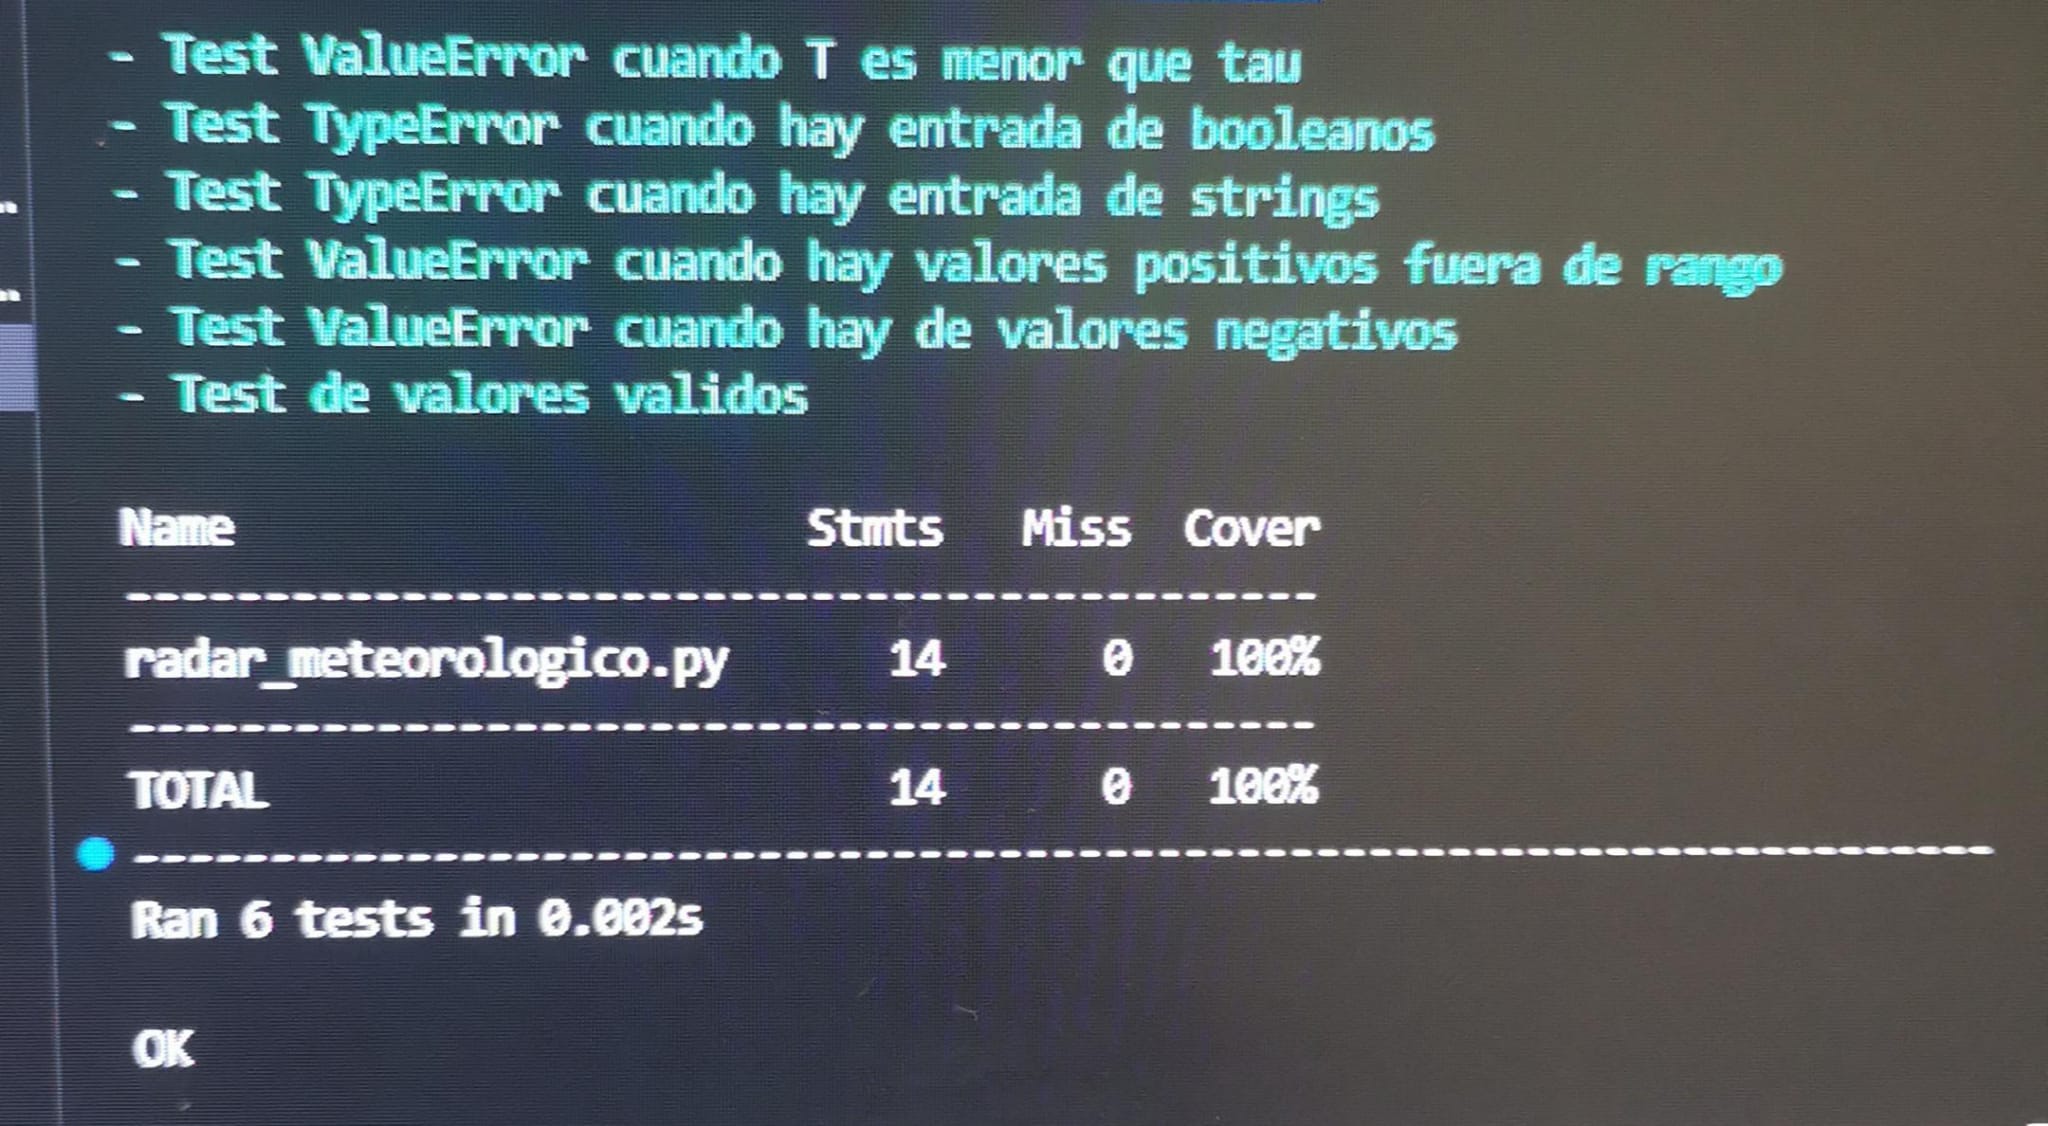 - Test ValueError cuando T es menor que tau
- Test TypeError cuando hay entrada de booleanos
- Test TypeError cuando hay entrada de strings
- Test ValueError cuando hay valores positivos fuera de rango
- Test ValueError cuando hay de valores negativos
- Test de valores validos
Name Stmts Miss Cover
-------------------------------------------
radar_meteorologico.py 14 0 100%
-------------------------------------------
TOTAL 14 0 100%
----------------------------------------------------------------------
Ran 6 tests in 0.002s
OK